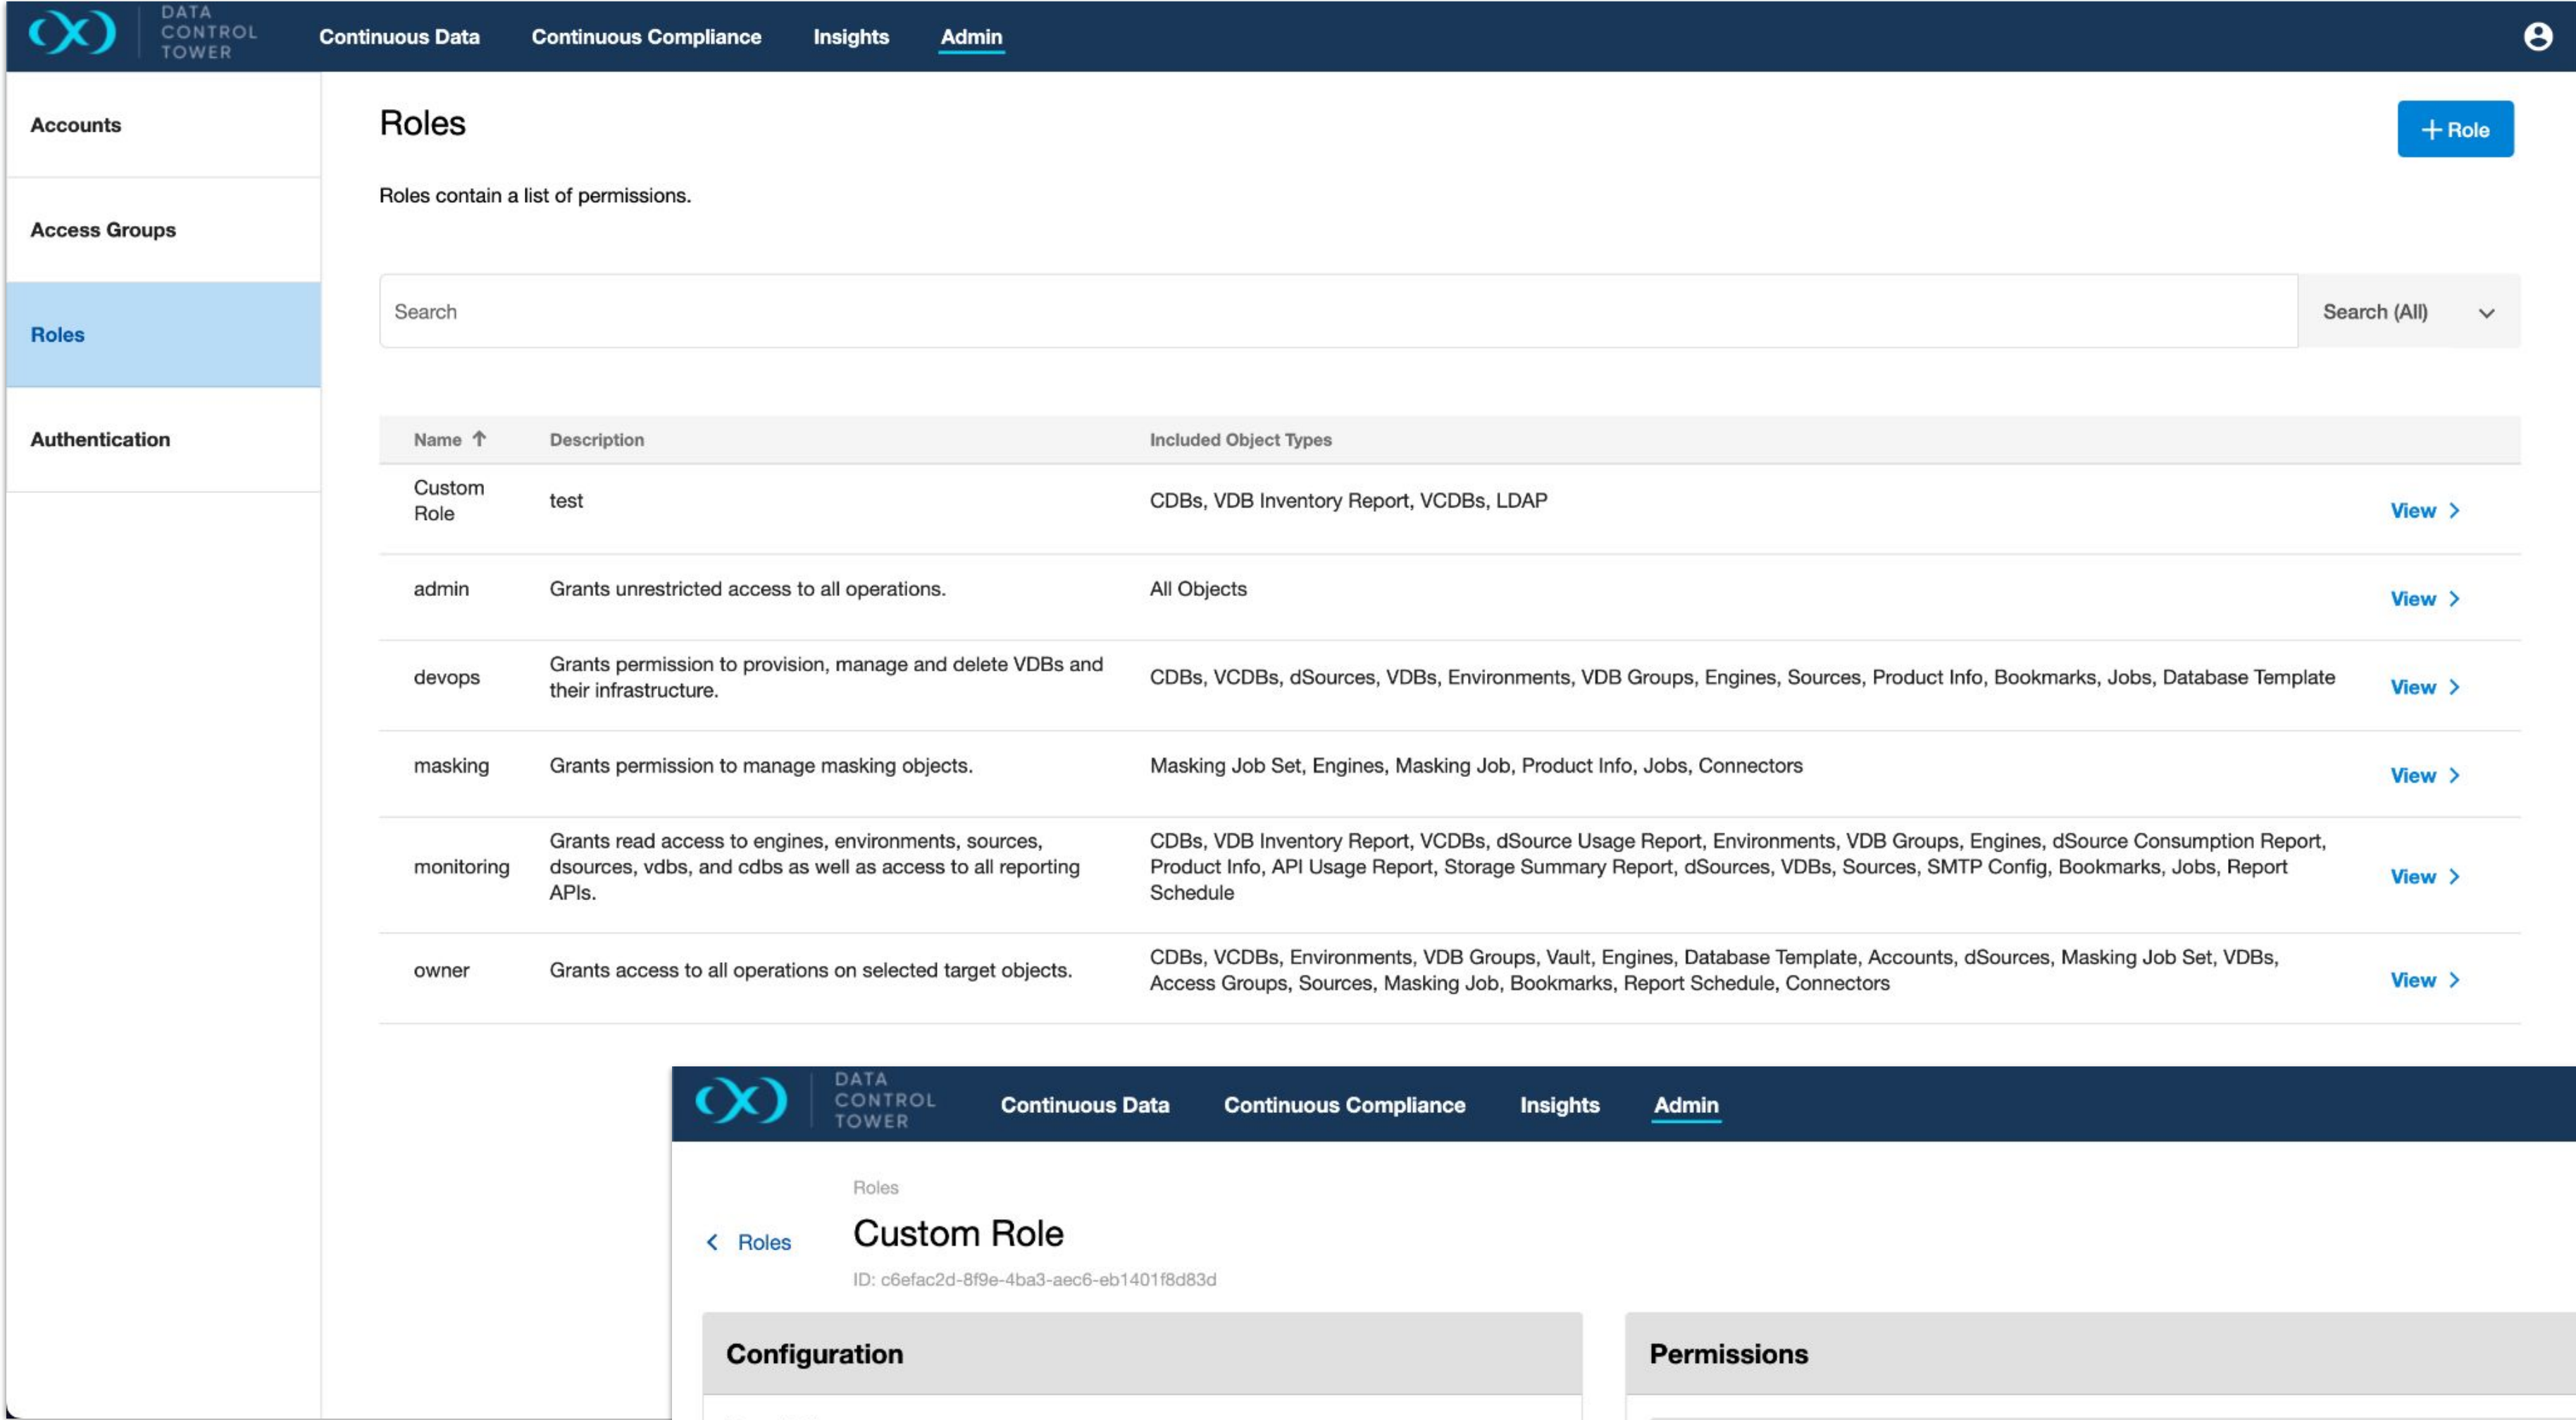 DATA
CONTROL
TOWER
Continuous Data Continuous Compliance Insights Admin
Accounts
Access Groups
Roles
Authentication
Roles
+ Role
Roles contain a list of permissions.
Search Search (All)
Name ↑ Description Included Object Types
Custom
Role
test
CDBs, VDB Inventory Report, VCDBs, LDAP
View >
admin Grants unrestricted access to all operations. All Objects View >
devops
Grants permission to provision, manage and delete VDBs and
their infrastructure.
CDBs, VCDBs, dSources, VDBs, Environments, VDB Groups, Engines, Sources, Product Info, Bookmarks, Jobs, Database Template
View >
masking Grants permission to manage masking objects. Masking Job Set, Engines, Masking Job, Product Info, Jobs, Connectors View >
monitoring
Grants read access to engines, environments, sources,
dsources, vdbs, and cdbs as well as access to all reporting
APIs.
CDBs, VDB Inventory Report, VCDBs, dSource Usage Report, Environments, VDB Groups, Engines, dSource Consumption Report,
Product Info, API Usage Report, Storage Summary Report, dSources, VDBs, Sources, SMTP Config, Bookmarks, Jobs, Report
Schedule
View >
owner
Grants access to all operations on selected target objects.
CDBs, VCDBs, Environments, VDB Groups, Vault, Engines, Database Template, Accounts, dSources, Masking Job Set, VDBs,
Access Groups, Sources, Masking Job, Bookmarks, Report Schedule, Connectors
View >
DATA
CONTROL
TOWER
Continuous Data Continuous Compliance Insights Admin
Roles
< Roles
Custom Role
ID: c6efac2d-8f9e-4ba3-aec6-eb1401f8d83d
Configuration
Permissions